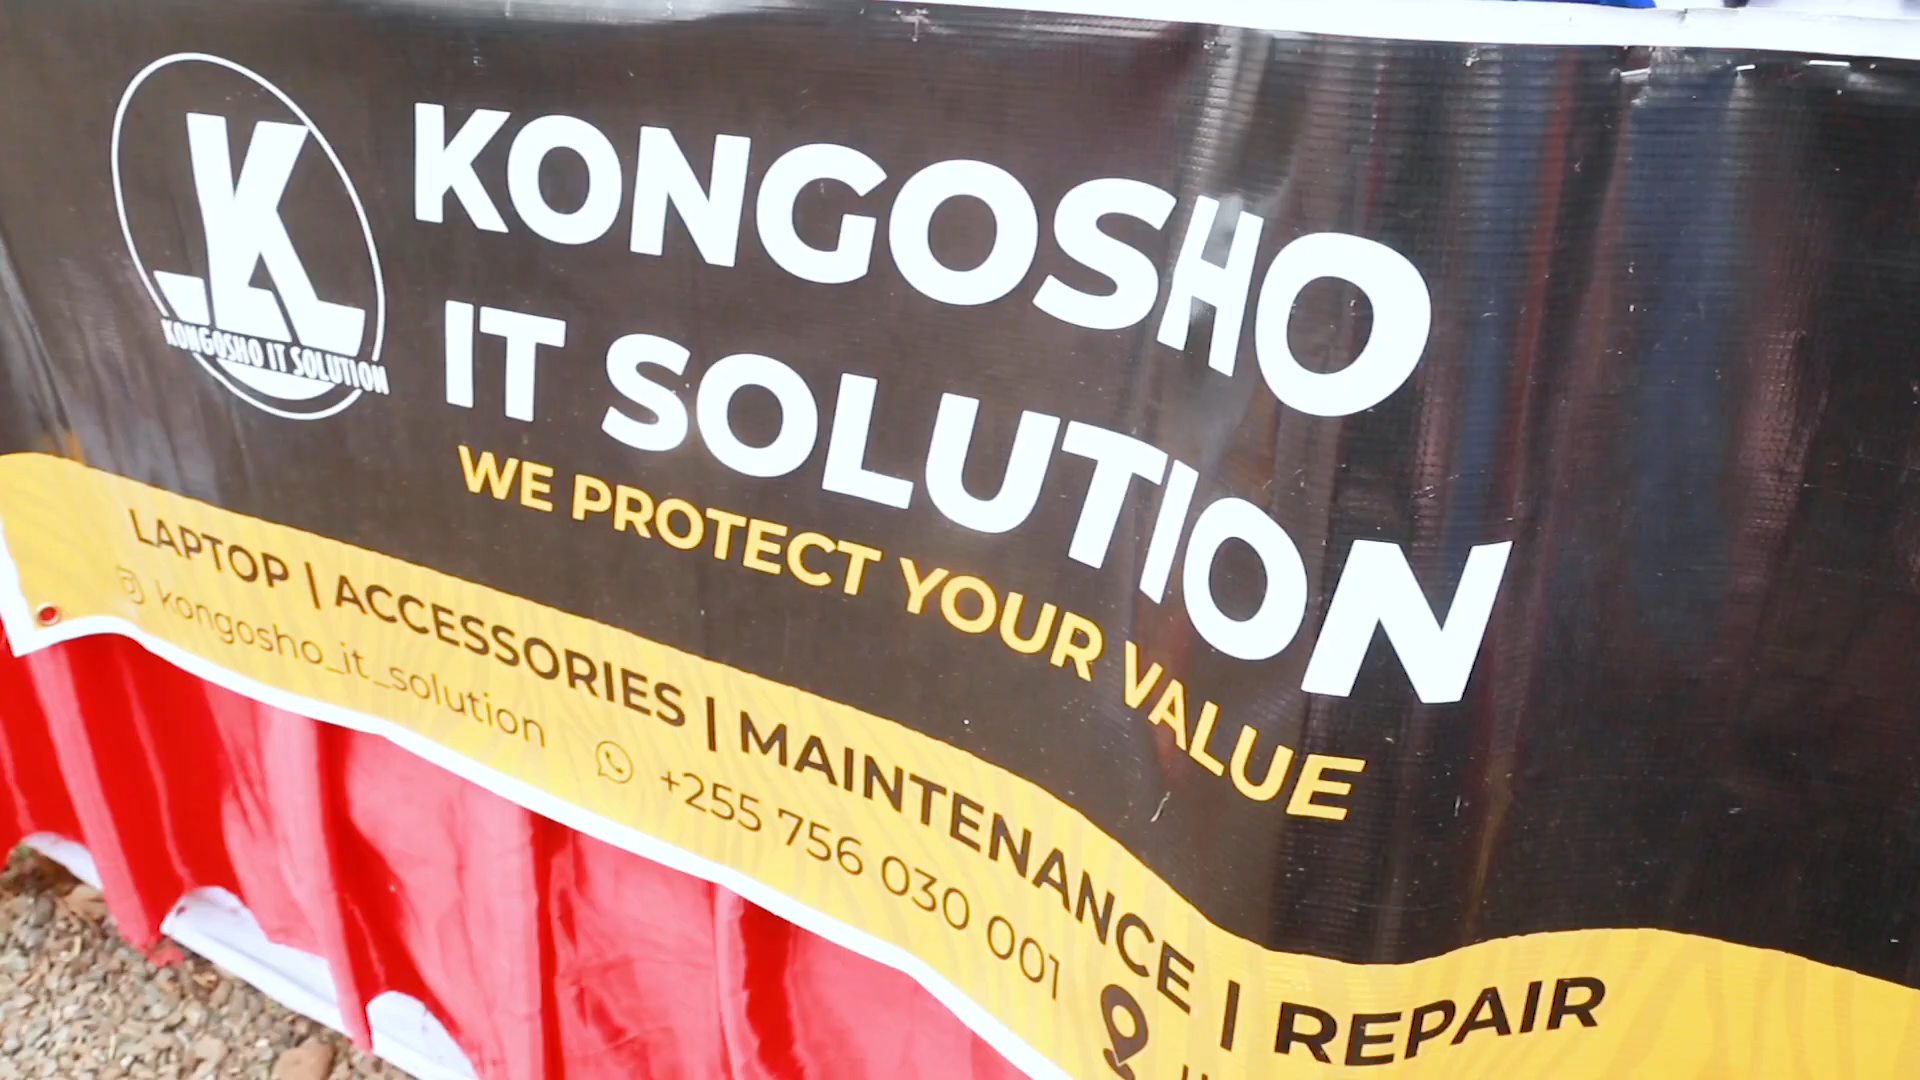 K
KONGOSHO IT SOLUTION
KONGOSHO
IT SOLUTION
WE PROTECT YOUR VALUE
LAPTOP | ACCESSORIES | MAINTENANCE | REPAIR
kongosho_it_solution
+255 756 030 001